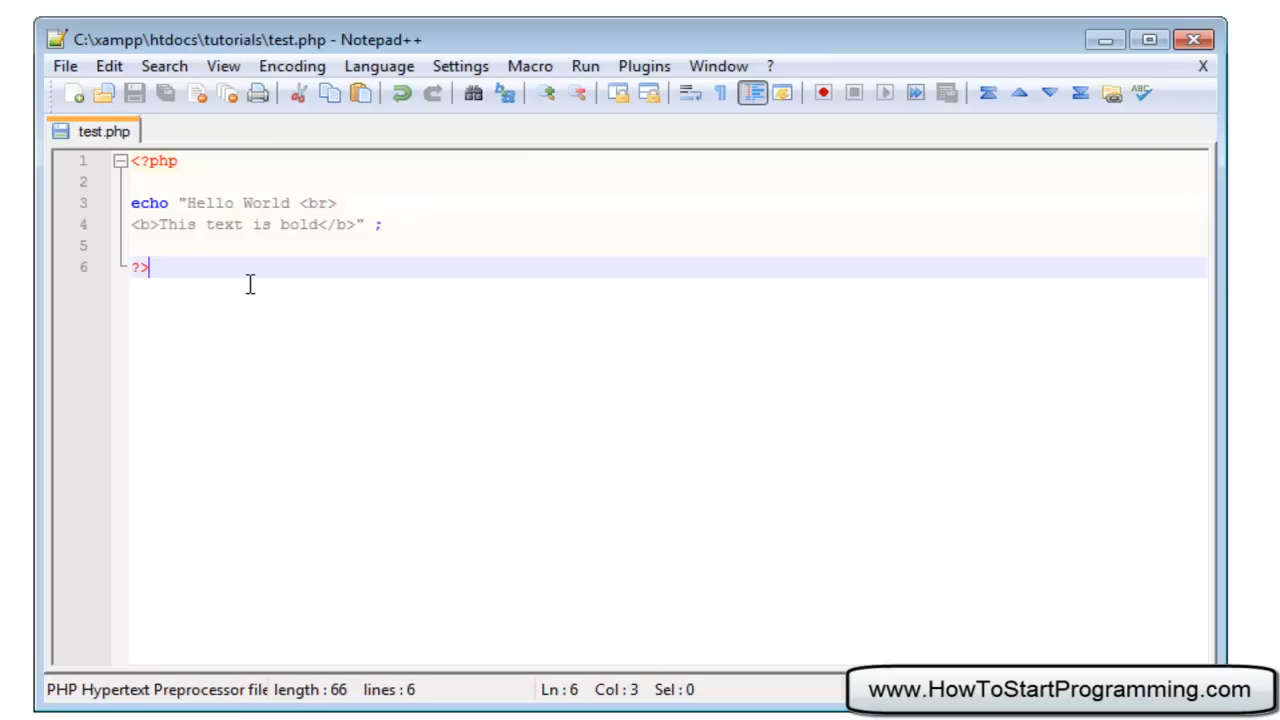 C:\xampp\htdocs\tutorials\test.php - Notepad++
File Edit Search View Encoding Language Settings Macro Run Plugins Window ? X
ABC
test.php
1 <?php
2
3 echo "Hello World <br>
4 <b>This text is bold</b>" ;
5
6 ?>
PHP Hypertext Preprocessor file length : 66 lines : 6 Ln : 6 Col : 3 Sel : 0
www.HowToStartProgramming.com